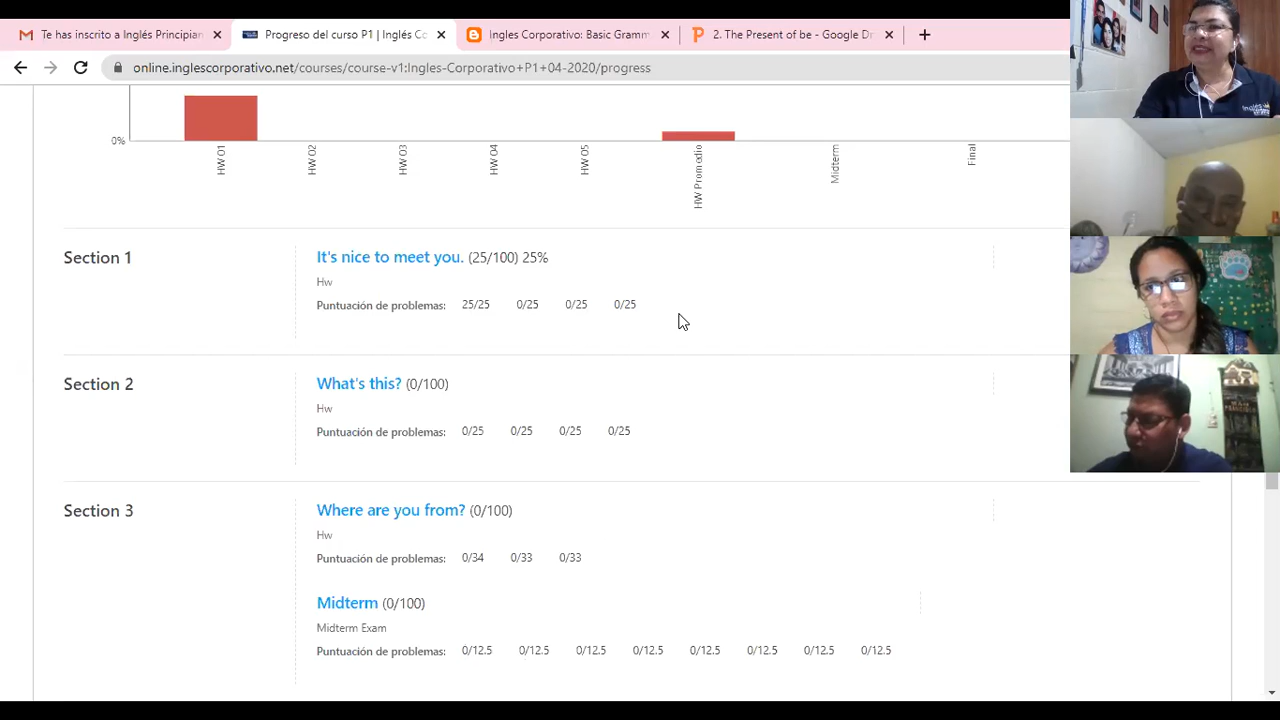 Te has inscrito a Inglés Principian
Progreso del curso P1 | Inglés Co
Inglés Corporativo: Basic Gramm
2. The Present of be - Google Dr
online.inglescorporativo.net/courses/course-v1:Ingles-Corporativo+P1+04-2020/progress
0%
HW 01
HW 02
HW 03
HW 04
HW 05
HW Promedio
Midterm
Final
Section 1
It's nice to meet you. (25/100) 25%
Hw
Puntuación de problemas: 25/25 0/25 0/25 0/25
Section 2
What's this? (0/100)
Hw
Puntuación de problemas: 0/25 0/25 0/25 0/25
Section 3
Where are you from? (0/100)
Hw
Puntuación de problemas: 0/34 0/33 0/33
Midterm (0/100)
Midterm Exam
Puntuación de problemas: 0/12.5 0/12.5 0/12.5 0/12.5 0/12.5 0/12.5 0/12.5 0/12.5